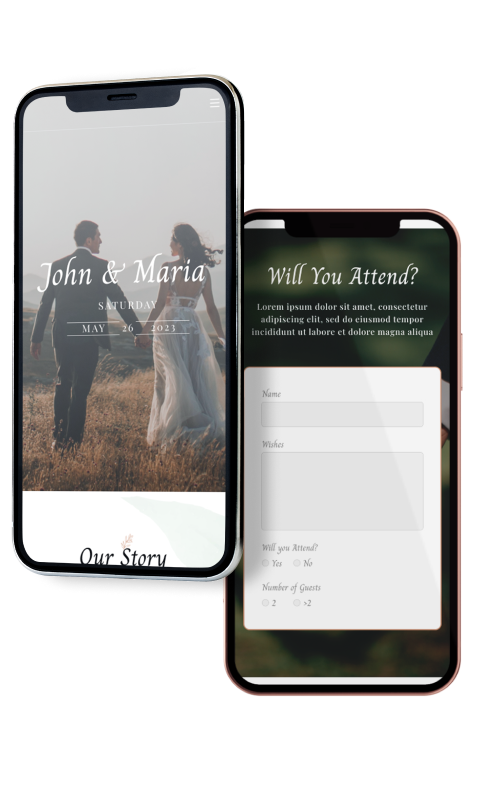 John & Maria
SATURDAY
MAY 26 2023
Our Story
Will You Attend?
Lorem ipsum dolor sit amet, consectetur
adipiscing elit, sed do eiusmod tempor
incididunt ut labore et dolore magna aliqua
Name
Wishes
Will you Attend?
Yes No
Number of Guests
2 >2